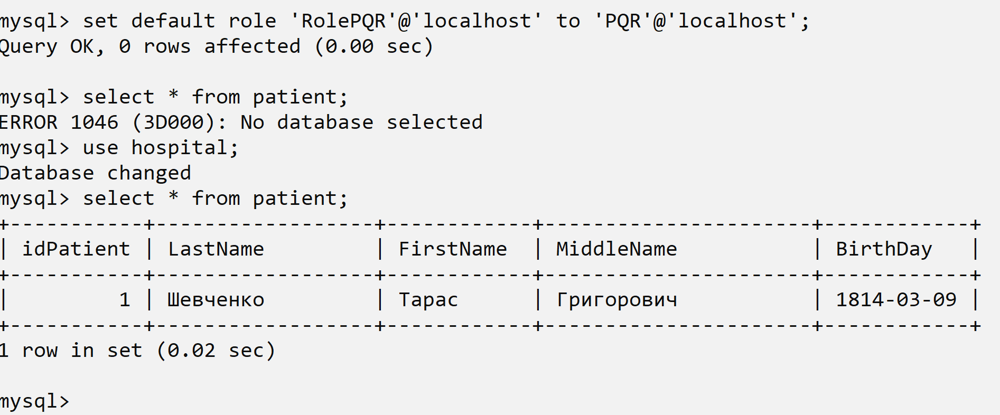 mysql> set default role 'RolePQR'@'localhost' to 'PQR'@'localhost';
Query OK, 0 rows affected (0.00 sec)
mysql> select * from patient;
ERROR 1046 (3D000): No database selected
mysql> use hospital;
Database changed
mysql> select * from patient;
+-----------+------------------+------------+----------------------+------------+
| idPatient | LastName         | FirstName  | MiddleName           | BirthDay   |
+-----------+------------------+------------+----------------------+------------+
|         1 | Шевченко         | Тарас      | Григорович           | 1814-03-09 |
+-----------+------------------+------------+----------------------+------------+
1 row in set (0.02 sec)
mysql>